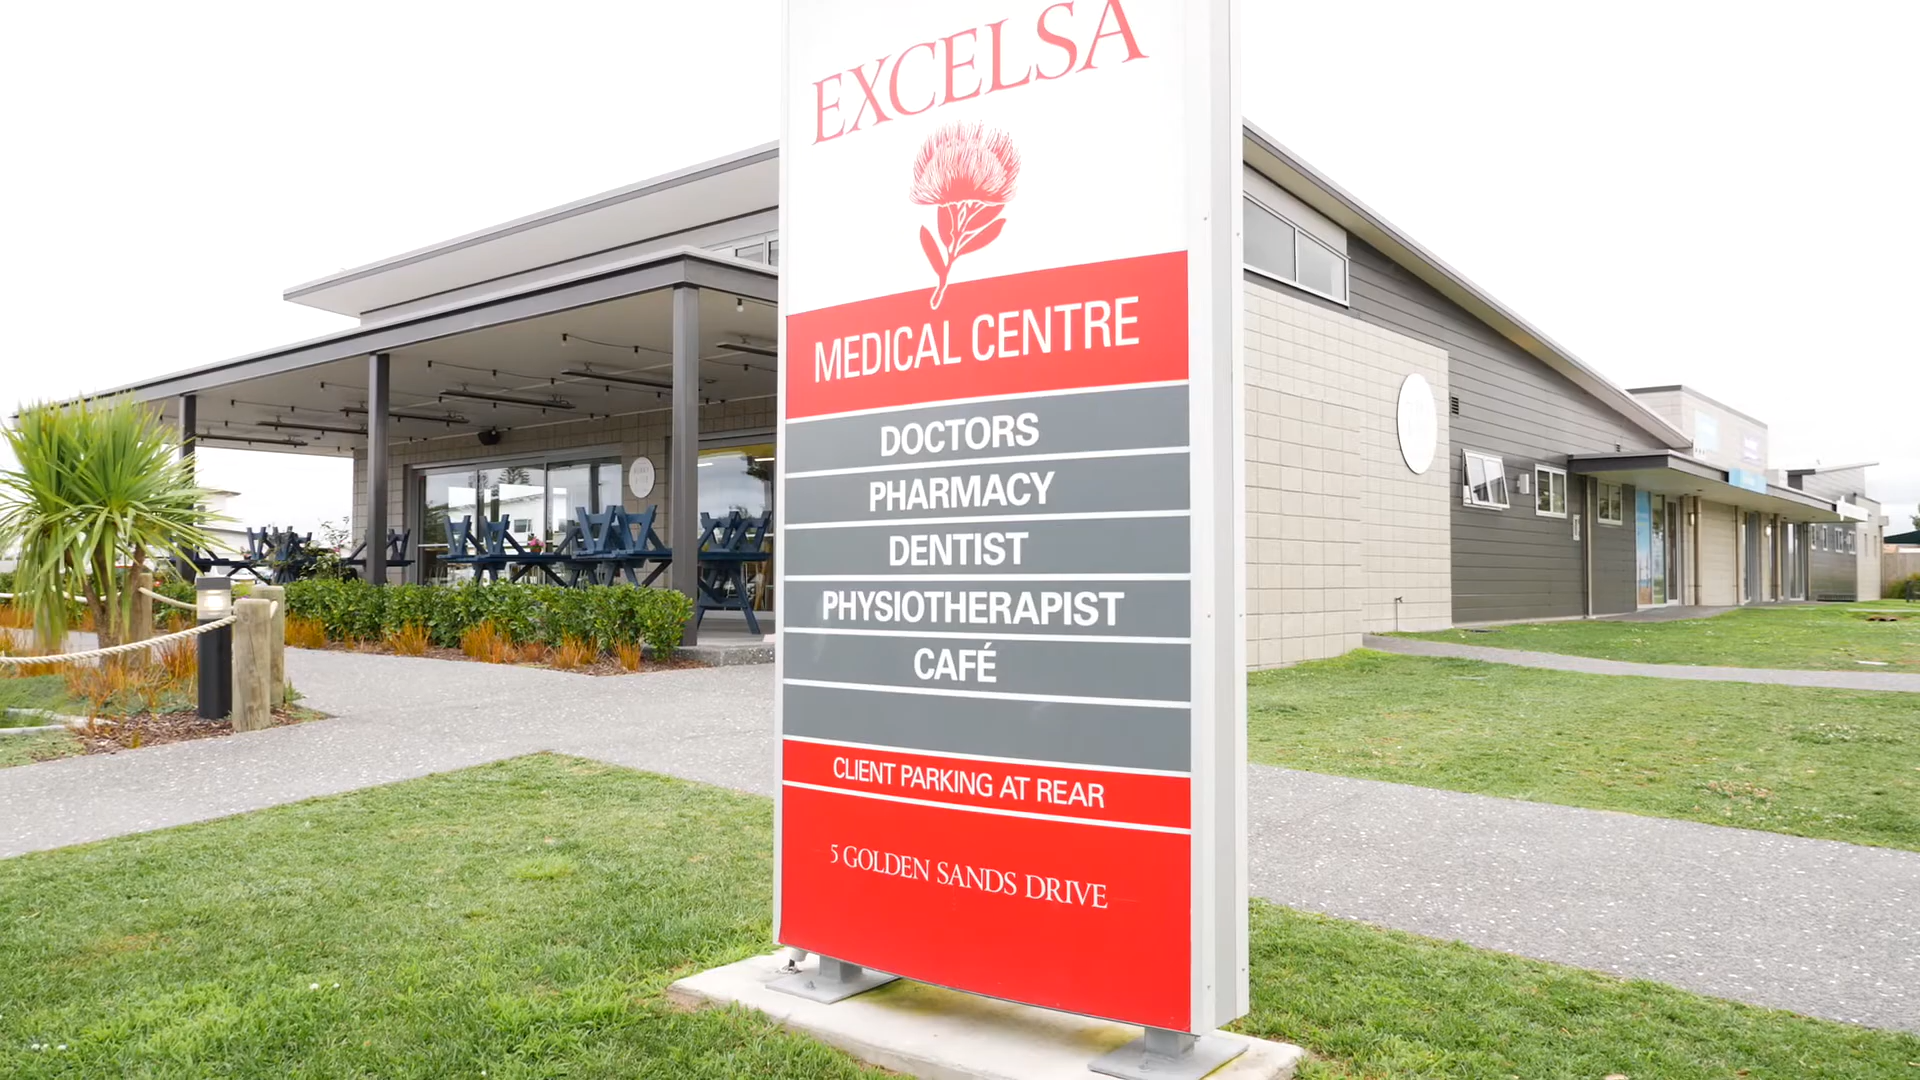 EXCELSA
MEDICAL CENTRE
DOCTORS
PHARMACY
DENTIST
PHYSIOTHERAPIST
CAFÉ
CLIENT PARKING AT REAR
5 GOLDEN SANDS DRIVE